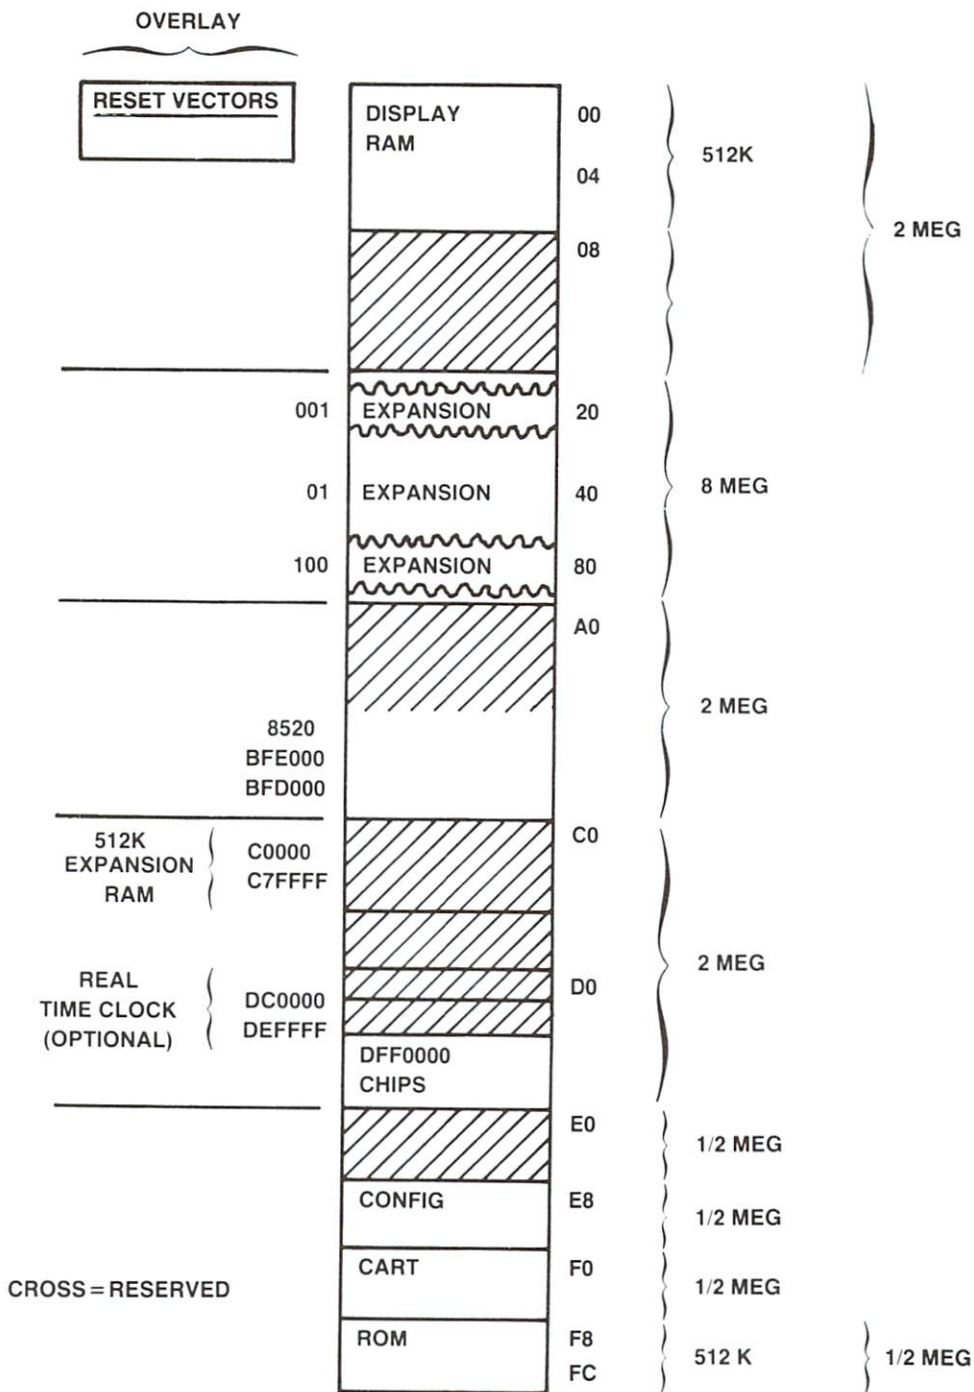 OVERLAY
RESET VECTORS
DISPLAY
RAM
00
04
512K
2 MEG
08
001
EXPANSION
20
01
EXPANSION
40
8 MEG
100
EXPANSION
80
A0
2 MEG
8520
BFE000
BFD000
512K
EXPANSION
RAM
C0000
C7FFFF
C0
2 MEG
REAL
TIME CLOCK
(OPTIONAL)
DC0000
DEFFFF
D0
DFF0000
CHIPS
E0
1/2 MEG
CONFIG
E8
1/2 MEG
CROSS=RESERVED
CART
F0
1/2 MEG
ROM
F8
FC
512 K
1/2 MEG